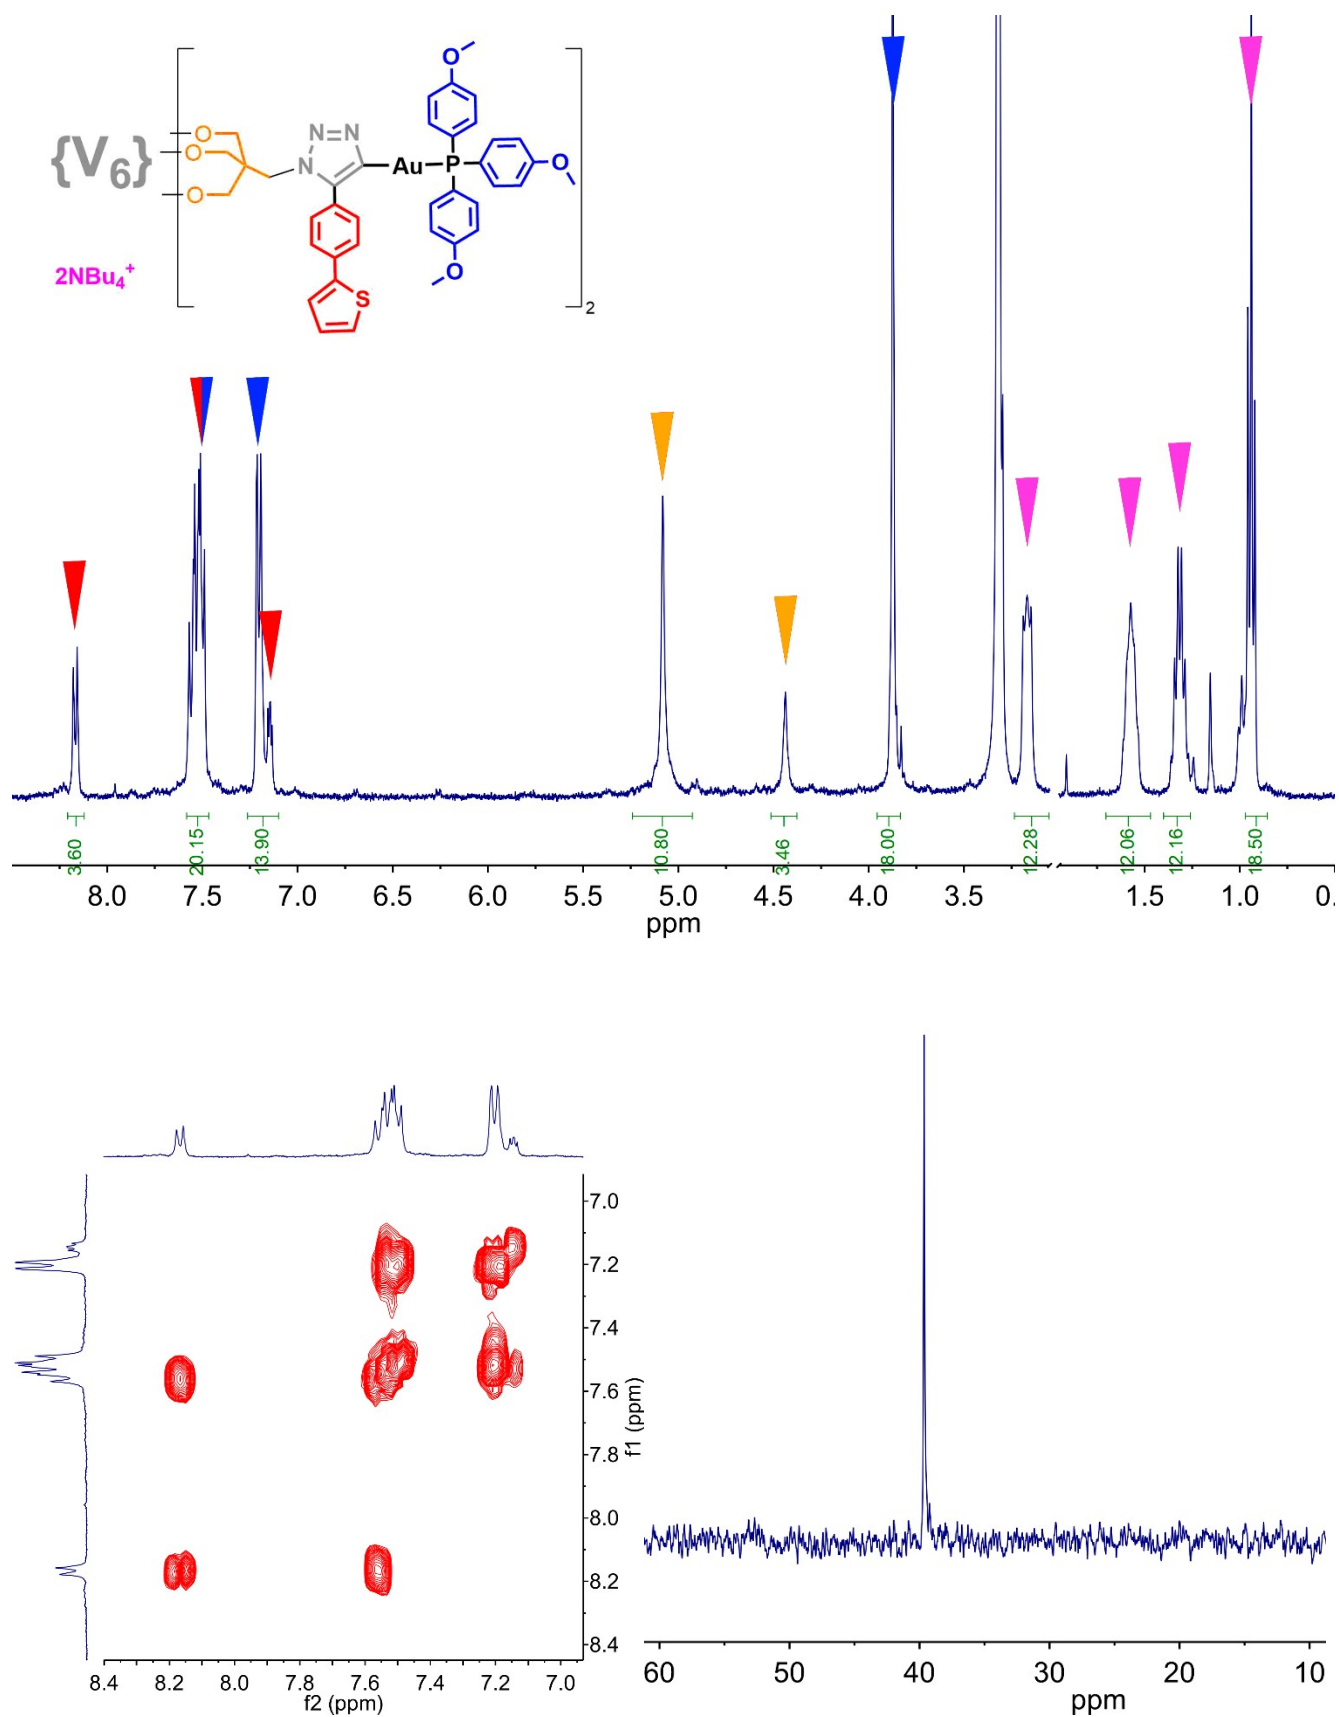 O
O
P
Au
O
N=N
N
{V6}
O
O
O
S
2NBu4+
2
3.60
20.15
13.90
10.80
3.46
18.00
12.28
12.06
12.16
18.50
8.0 7.5 7.0 6.5 6.0 5.5 5.0 4.5 4.0 3.5 1.5 1.0 0.
ppm
7.0
7.2
7.4
7.6
7.8
8.0
8.2
8.4
f1 (ppm)
8.4 8.2 8.0 7.8 7.6 7.4 7.2 7.0
f2 (ppm)
60 50 40 30 20 10
ppm